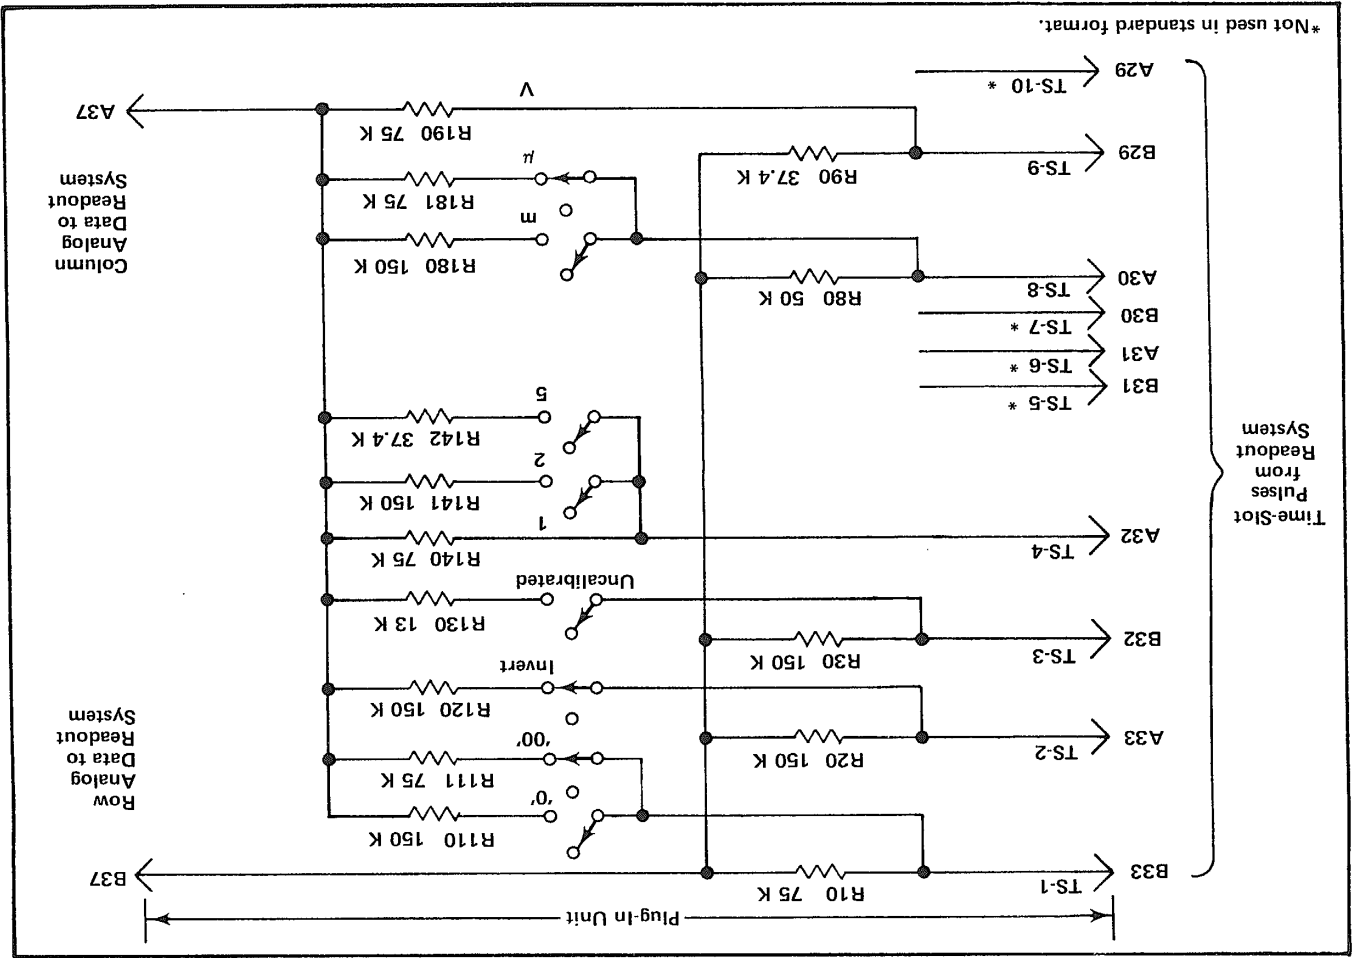 Plug-In Unit
B33
TS-1
R10 75 K
B37
R110 150 K
'0'
R111 75 K
'00'
Row
Analog
Data to
Readout
System
A33
TS-2
R20 150 K
R120 150 K
Invert
B32
TS-3
R30 150 K
R130 13 K
Uncalibrated
A32
TS-4
R140 75 K
1
R141 150 K
2
R142 37.4 K
5
Time-Slot
Pulses
from
Readout
System
B31
TS-5 *
A31
TS-6 *
B30
TS-7 *
A30
TS-8
R80 50 K
R180 150 K
m
R181 75 K
μ
Column
Analog
Data to
Readout
System
B29
TS-9
R90 37.4 K
R190 75 K
V
A37
A29
TS-10 *
*Not used in standard format.